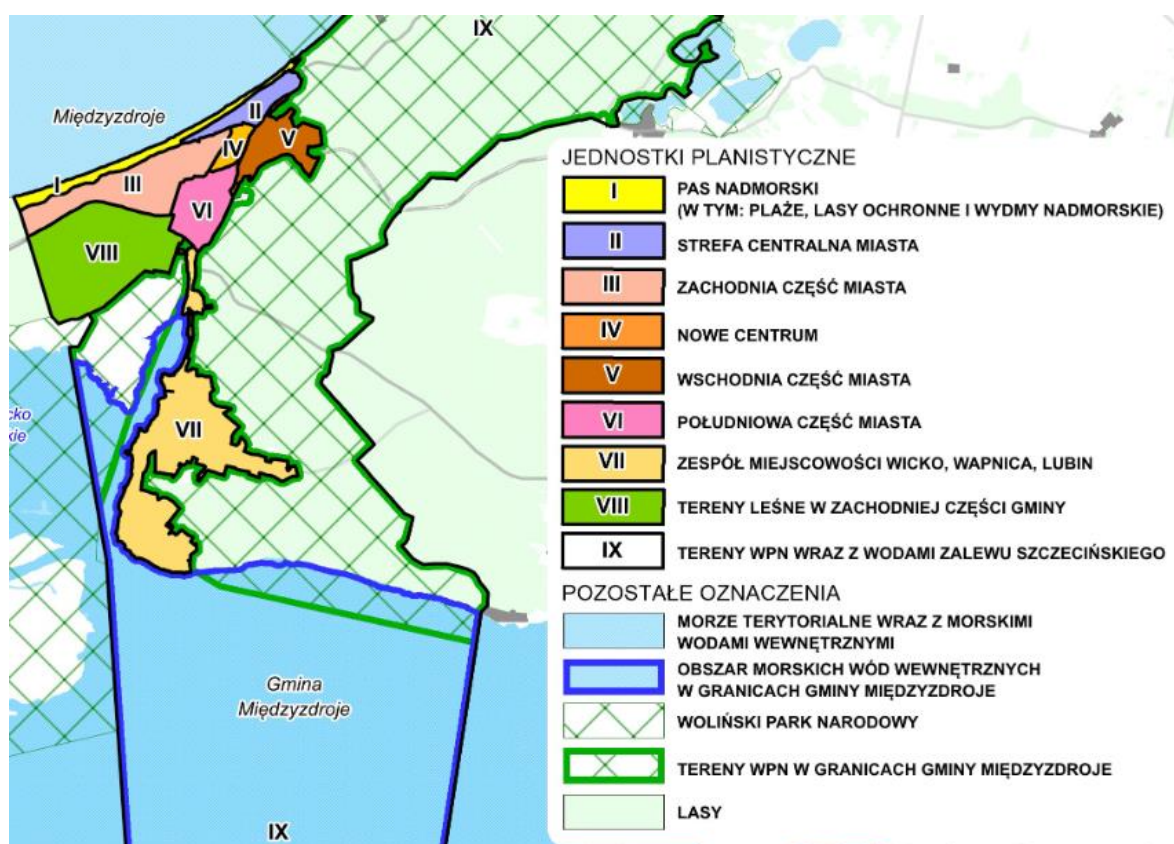 IX
II
Międzyzdroje
V
IV
III
I
VI
VIII
VII
Gmina
Międzyzdroje
IX
JEDNOSTKI PLANISTYCZNE
I PAS NADMORSKI
(W TYM: PLAŻE, LASY OCHRONNE I WYDMY NADMORSKIE)
II STREFA CENTRALNA MIASTA
III ZACHODNIA CZĘŚĆ MIASTA
IV NOWE CENTRUM
V WSCHODNIA CZĘŚĆ MIASTA
VI POŁUDNIOWA CZĘŚĆ MIASTA
VII ZESPÓŁ MIEJSCOWOŚCI WICKO, WAPNICA, LUBIN
VIII TERENY LEŚNE W ZACHODNIEJ CZĘŚCI GMINY
IX TERENY WPN WRAZ Z WODAMI ZALEWU SZCZECIŃSKIEGO
POZOSTAŁE OZNACZENIA
MORZE TERYTORIALNE WRAZ Z MORSKIMI
WODAMI WEWNĘTRZNYMI
OBSZAR MORSKICH WÓD WEWNĘTRZNYCH
W GRANICACH GMINY MIĘDZYZDROJE
WOLIŃSKI PARK NARODOWY
TERENY WPN W GRANICACH GMINY MIĘDZYZDROJE
LASY